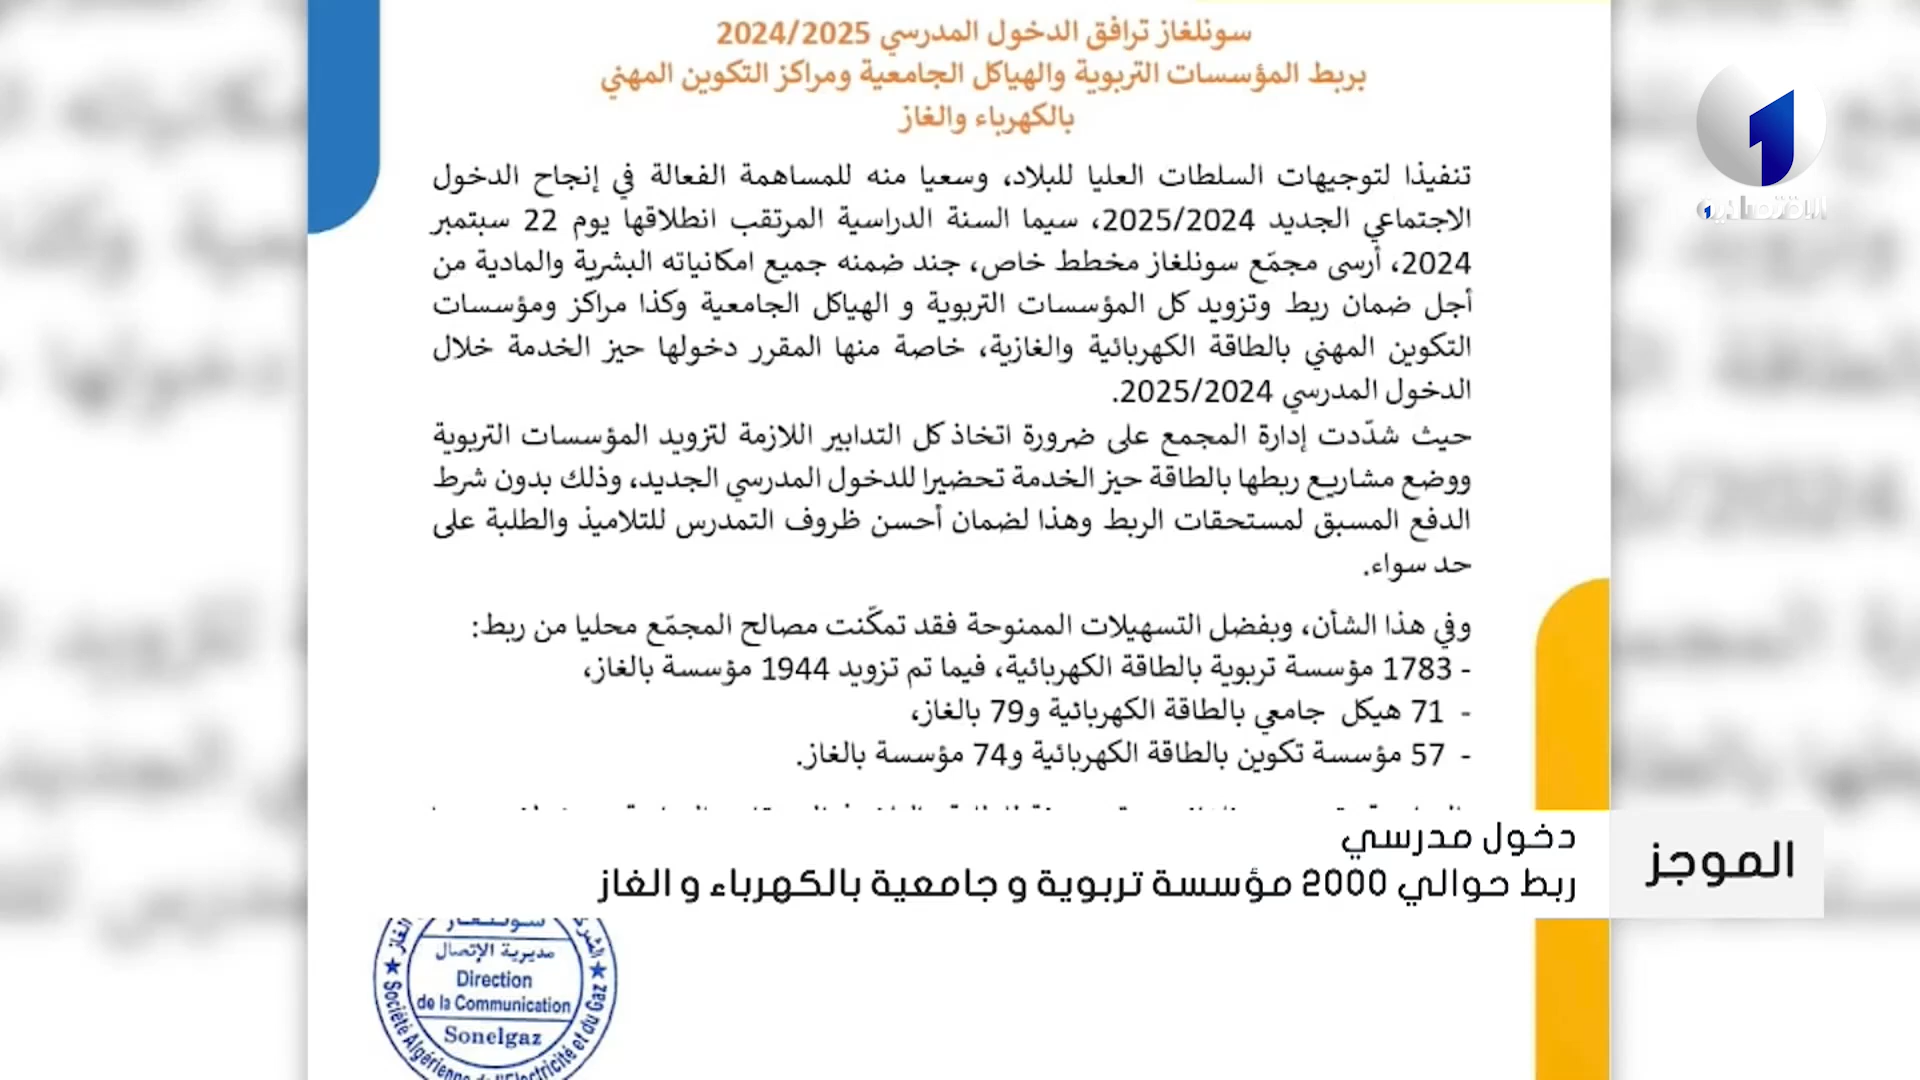 سونلغاز ترافق الدخول المدرسي 2024/2025
بربط المؤسسات التربوية والهياكل الجامعية ومراكز التكوين المهني
بالكهرباء والغاز
تنفيذا لتوجيهات السلطات العليا للبلاد، وسعيا منه للمساهمة الفعالة في إنجاح الدخول
الاجتماعي الجديد 2025/2024، سيما السنة الدراسية المرتقب انطلاقها يوم 22 سبتمبر
2024، أرسى مجمّع سونلغاز مخطط خاص، جند ضمنه جميع امكانياته البشرية والمادية من
أجل ضمان ربط وتزويد كل المؤسسات التربوية و الهياكل الجامعية وكذا مراكز ومؤسسات
التكوين المهني بالطاقة الكهربائية والغازية، خاصة منها المقرر دخولها حيز الخدمة خلال
الدخول المدرسي 2025/2024.
حيث شدّدت إدارة المجمع على ضرورة اتخاذ كل التدابير اللازمة لتزويد المؤسسات التربوية
ووضع مشاريع ربطها بالطاقة حيز الخدمة تحضيرا للدخول المدرسي الجديد، وذلك بدون شرط
الدفع المسبق لمستحقات الربط وهذا لضمان أحسن ظروف التمدرس للتلاميذ والطلبة على
حد سواء.
وفي هذا الشأن، وبفضل التسهيلات الممنوحة فقد تمكّنت مصالح المجمّع محليا من ربط:
- 1783 مؤسسة تربوية بالطاقة الكهربائية، فيما تم تزويد 1944 مؤسسة بالغاز،
- 71 هيكل جامعي بالطاقة الكهربائية و79 بالغاز،
- 57 مؤسسة تكوين بالطاقة الكهربائية و74 مؤسسة بالغاز.
الموجز
دخول مدرسي
ربط حوالي 2000 مؤسسة تربوية و جامعية بالكهرباء و الغاز
سونلغاز
مديرية الإتصال
Direction
de la Communication
Sonelgaz
Société Algérienne de l'Electricité et du Gaz